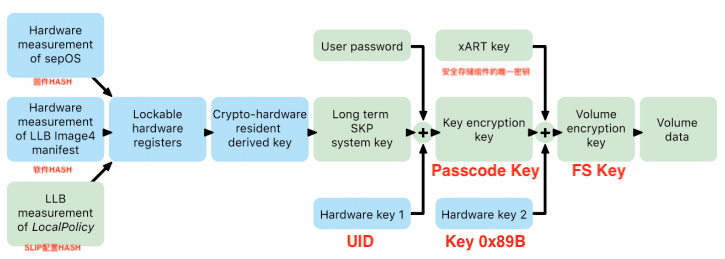 Hardware
measurement
of sepOS
固件HASH
Hardware
measurement
of LLB Image4
manifest
软件HASH
LLB
measurement
of LocalPolicy
SLIP配置HASH
Lockable
hardware
registers
Crypto-hardware
resident
derived key
User password
Long term
SKP
system key
Hardware key 1
UID
+
xART key
安全存储组件的唯一密钥
Key encryption
key
Passcode Key
Hardware key 2
Key 0x89B
+
Volume
encryption
key
FS Key
Volume
data